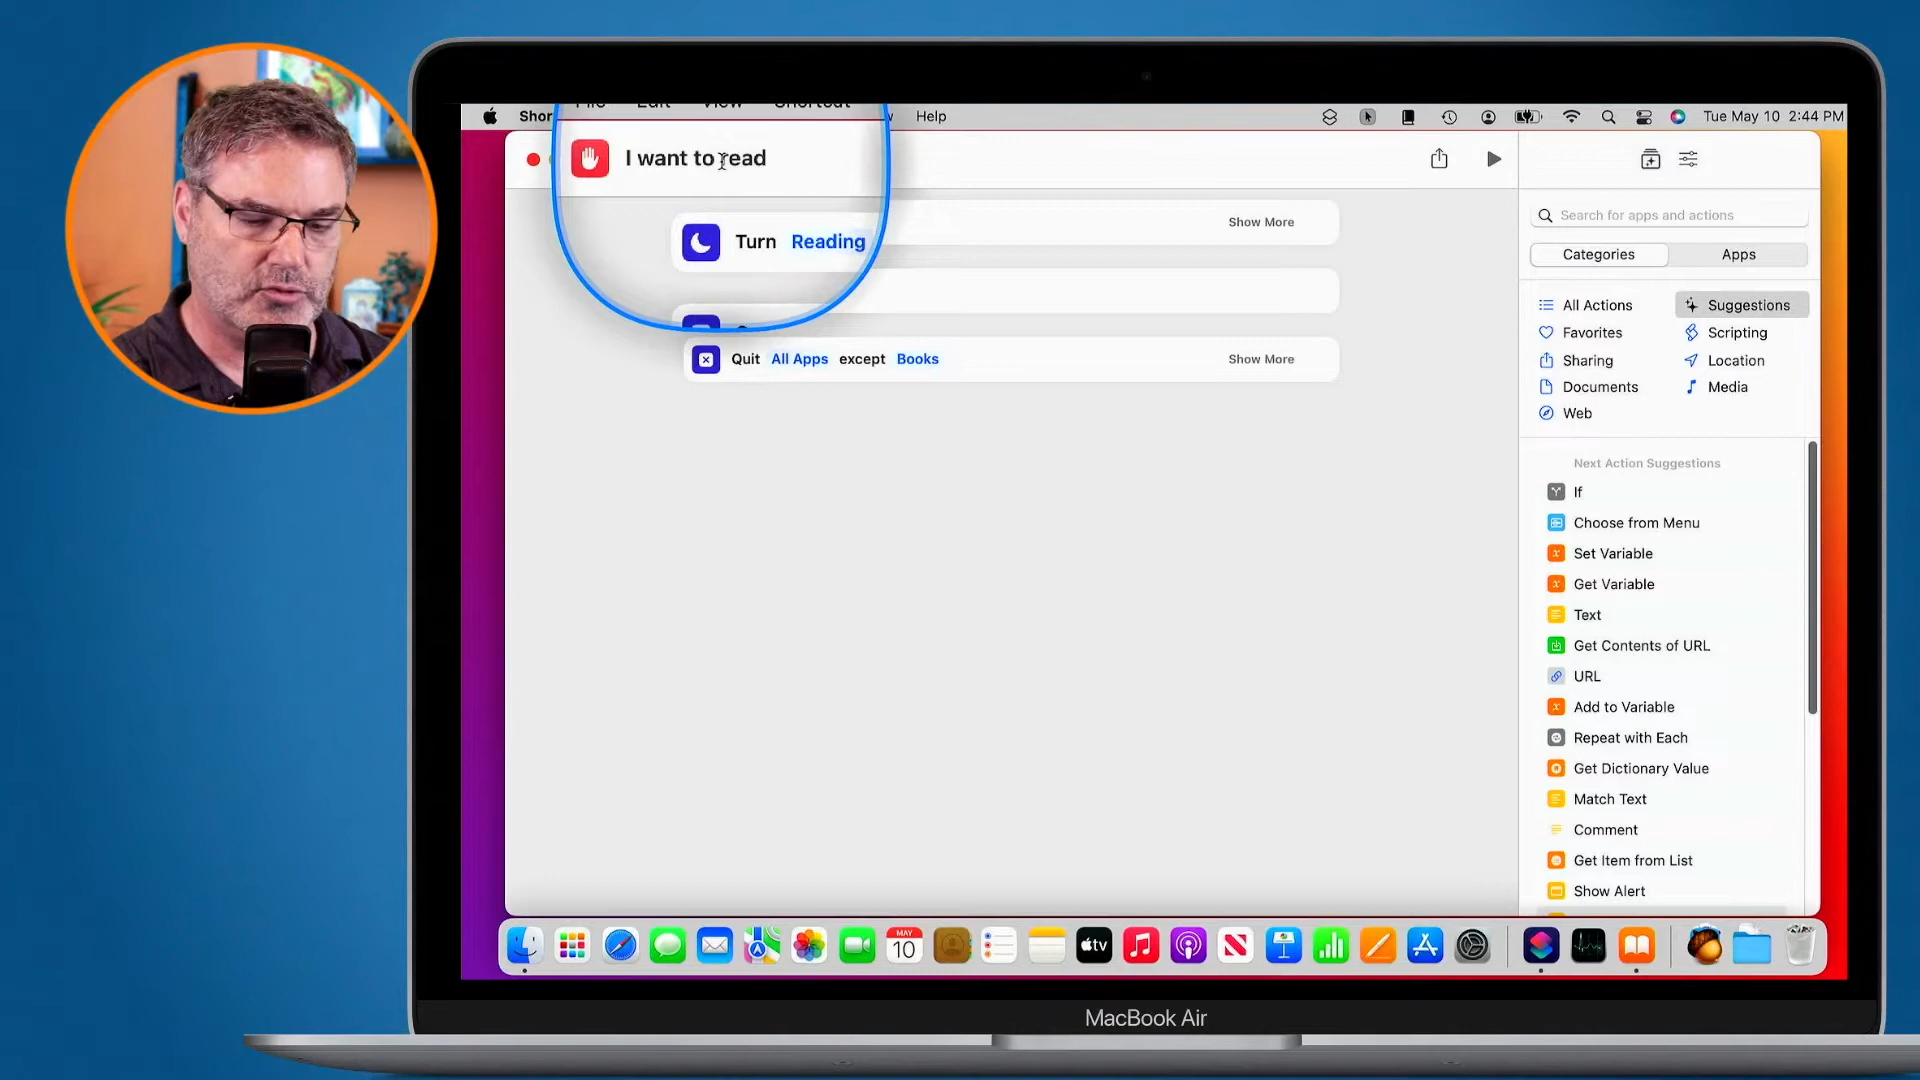 File Edit View Shortcut
Help
Tue May 10 2:44 PM
I want to read
Turn Reading
Show More
Quit All Apps except Books
Show More
Search for apps and actions
Categories
Apps
All Actions
Suggestions
Favorites
Scripting
Sharing
Location
Documents
Media
Web
Next Action Suggestions
If
Choose from Menu
Set Variable
Get Variable
Text
Get Contents of URL
URL
Add to Variable
Repeat with Each
Get Dictionary Value
Match Text
Comment
Get Item from List
Show Alert
MAY
10
tv
MacBook Air